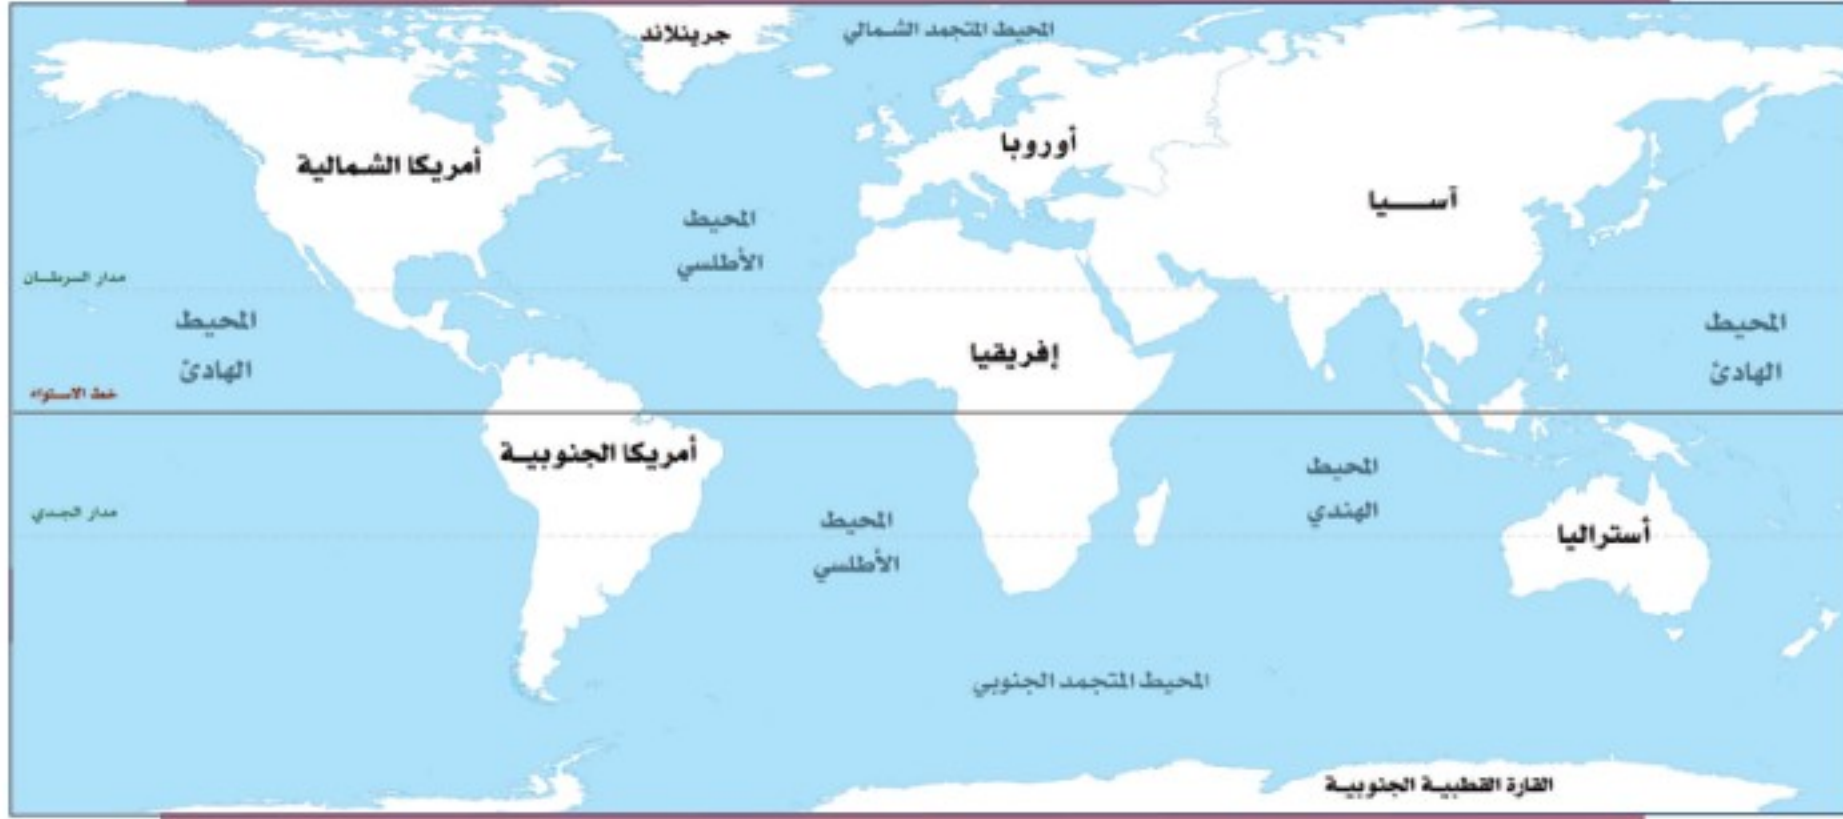 المحيط المتجمد الشمالي
جرينلاند
أوروبا
أمريكا الشمالية
آســـيا
المحيط
الأطلسي
مدار السرطـان
المحيط
الهادئ
المحيط
الهادئ
إفريقيا
خط الاستواء
أمريكا الجنوبيـة
المحيط
الهندي
مدار الجدي
المحيط
الأطلسي
أستراليا
المحيط المتجمد الجنوبي
القارة القطبيـة الجنوبيـة